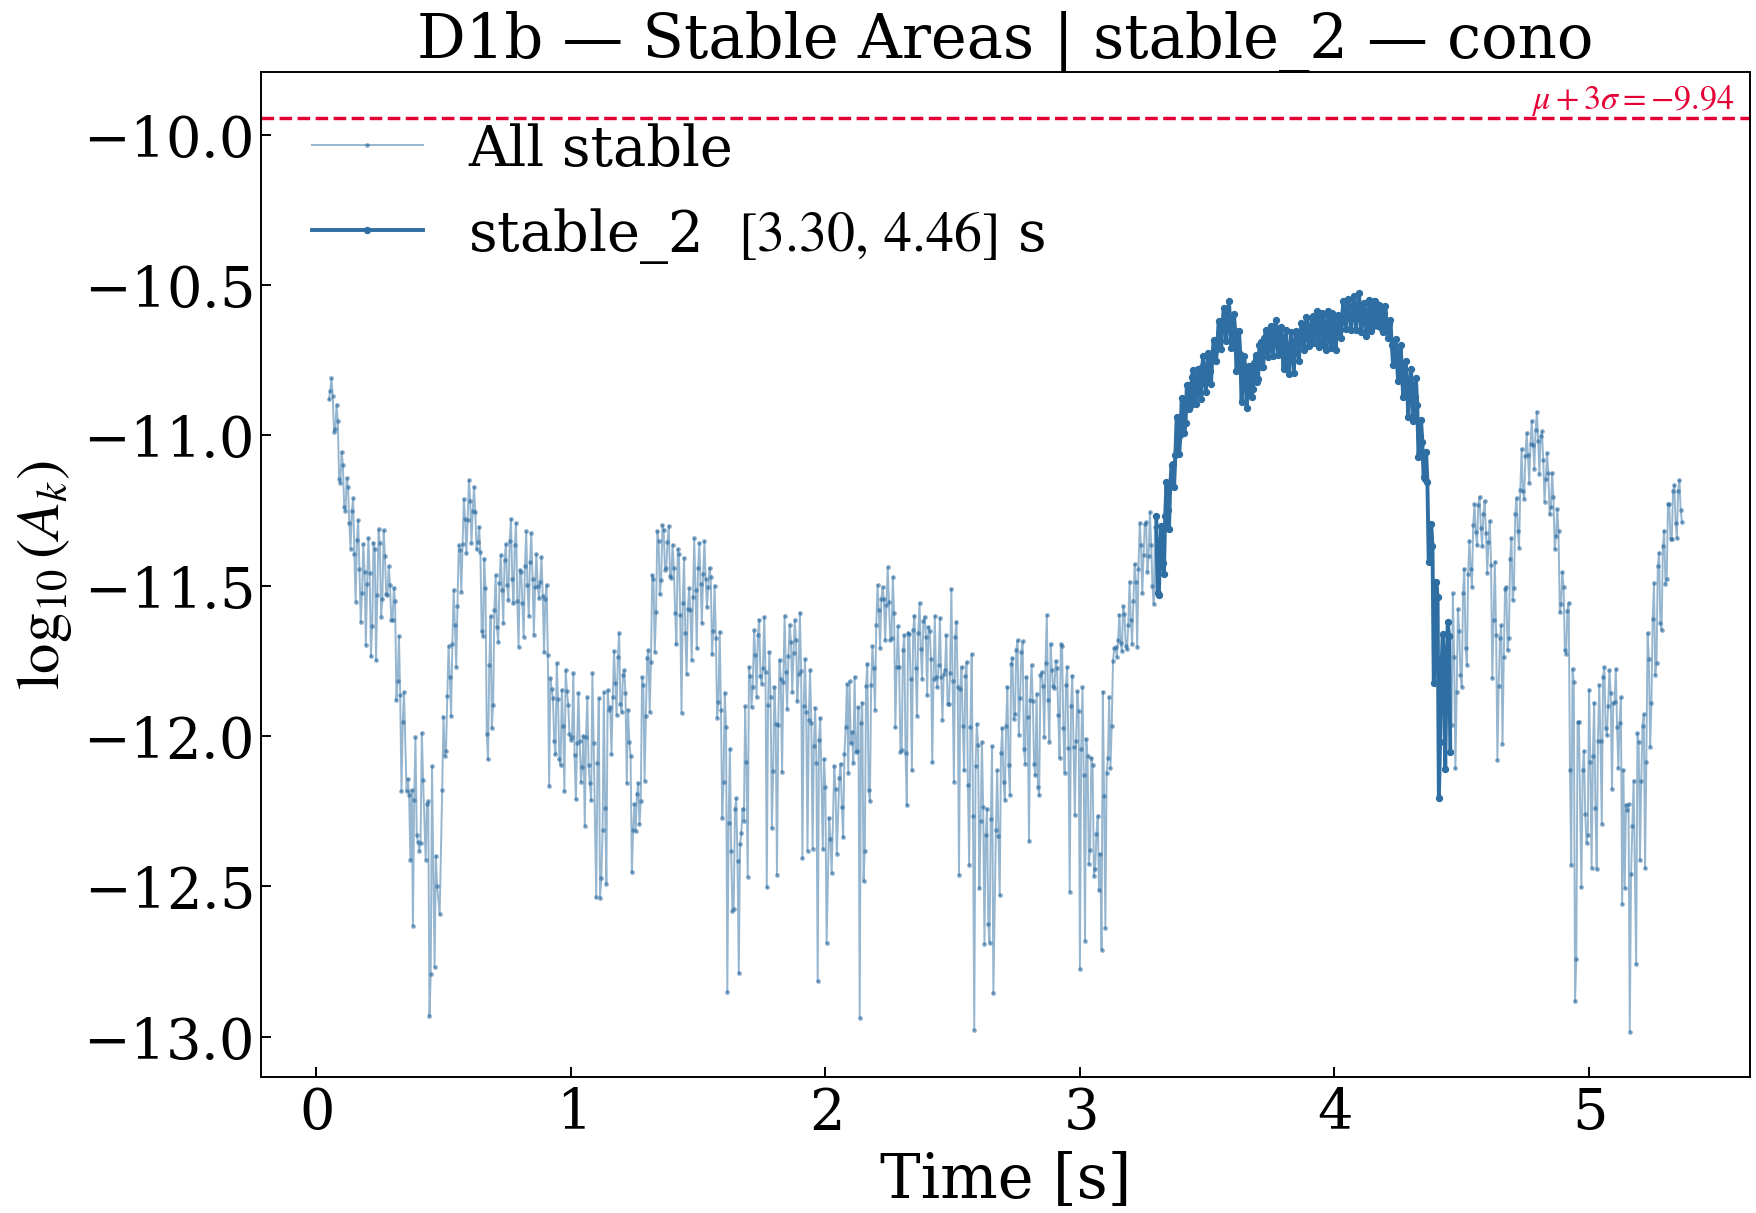 D1b — Stable Areas | stable_2 — cono
μ + 3σ = −9.94
All stable
stable_2 [3.30, 4.46] s
−10.0
−10.5
−11.0
−11.5
−12.0
−12.5
−13.0
log₁₀(Aₖ)
0 1 2 3 4 5
Time [s]